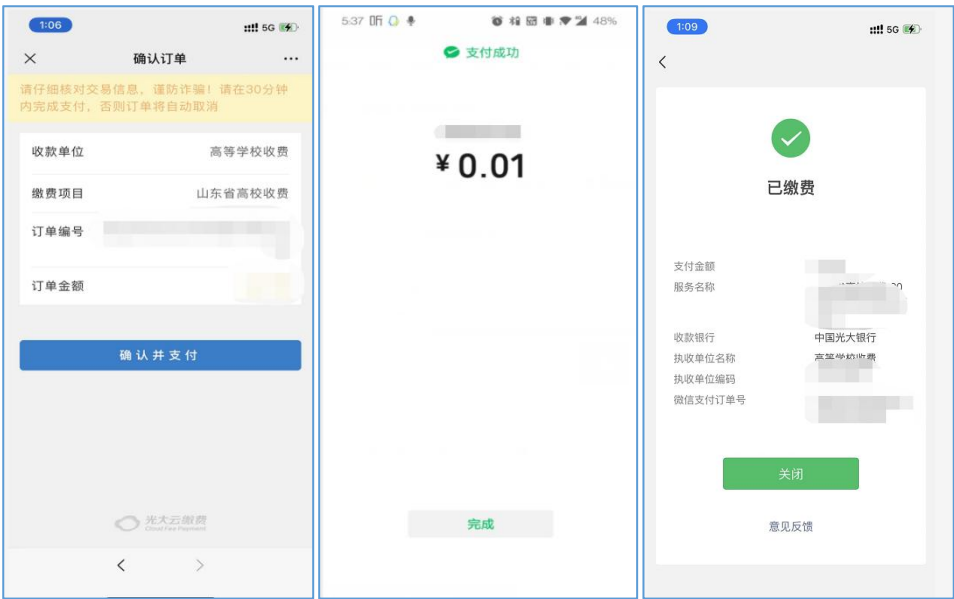 1:06
5G
确认订单
请仔细核对交易信息，谨防诈骗！请在30分钟
内完成支付，否则订单将自动取消
收款单位
高等学校收费
缴费项目
山东省高校收费
订单编号
订单金额
确认并支付
光大云缴费
Cloud Fee Payment
5:37
48%
支付成功
¥0.01
完成
1:09
5G
已缴费
支付金额
服务名称
收款银行
中国光大银行
执收单位名称
高等学校收费
执收单位编码
微信支付订单号
关闭
意见反馈